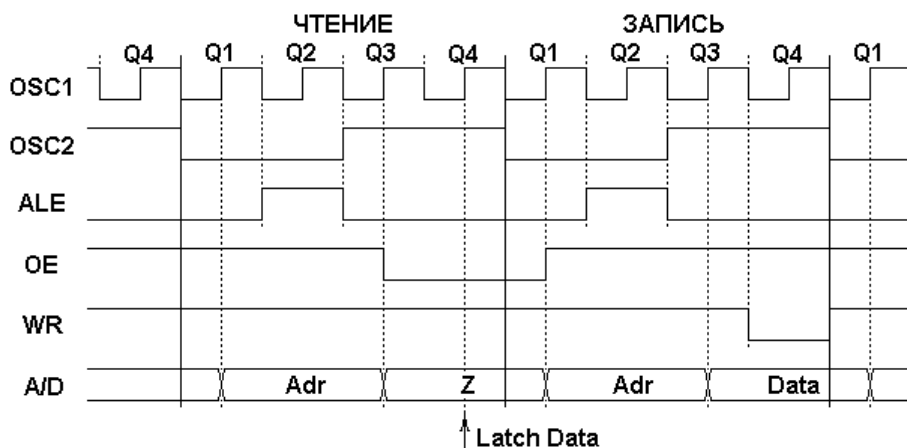 ЧТЕНИЕ ЗАПИСЬ
Q4 Q1 Q2 Q3 Q4 Q1 Q2 Q3 Q4 Q1
OSC1
OSC2
ALE
OE
WR
A/D Adr Z Adr Data
Latch Data